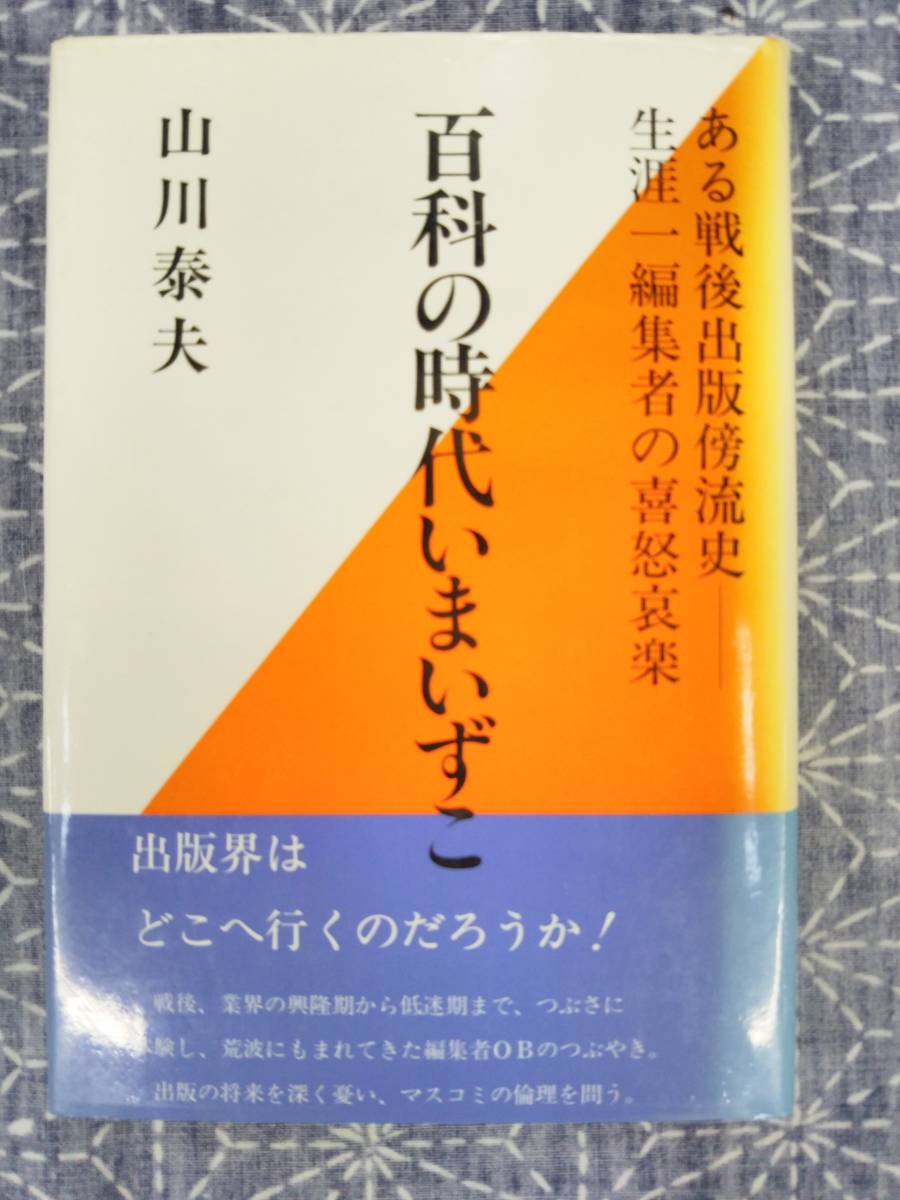 ある戦後出版傍流史——
生涯一編集者の喜怒哀楽
百科の時代いまいずこ
山川泰夫
出版界は
どこへ行くのだろうか!
戦後、業界の興隆期から低迷期まで、つぶさに
体験し、荒波にもまれてきた編集者OBのつぶやき。
出版の将来を深く憂い、マスコミの倫理を問う。